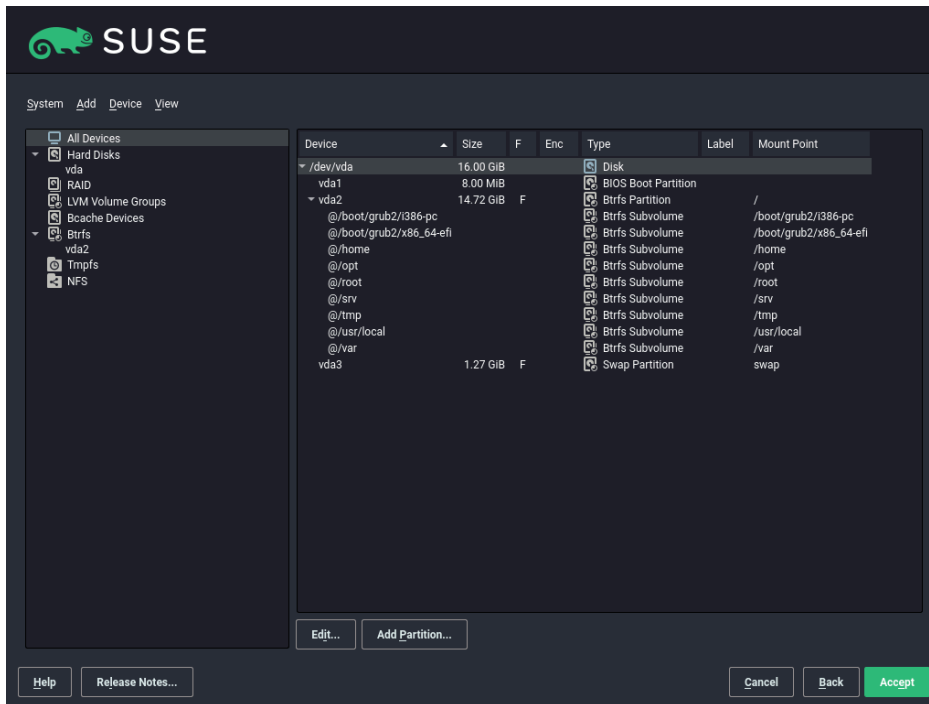 SUSE
System Add Device View
All Devices
Hard Disks
vda
RAID
LVM Volume Groups
Bcache Devices
Btrfs
vda2
Tmpfs
NFS
Device Size F Enc Type Label Mount Point
/dev/vda 16.00 GiB Disk
vda1 8.00 MiB BIOS Boot Partition
vda2 14.72 GiB F Btrfs Partition /
@/boot/grub2/i386-pc Btrfs Subvolume /boot/grub2/i386-pc
@/boot/grub2/x86_64-efi Btrfs Subvolume /boot/grub2/x86_64-efi
@/home Btrfs Subvolume /home
@/opt Btrfs Subvolume /opt
@/root Btrfs Subvolume /root
@/srv Btrfs Subvolume /srv
@/tmp Btrfs Subvolume /tmp
@/usr/local Btrfs Subvolume /usr/local
@/var Btrfs Subvolume /var
vda3 1.27 GiB F Swap Partition swap
Edit... Add Partition...
Help Release Notes... Cancel Back Accept